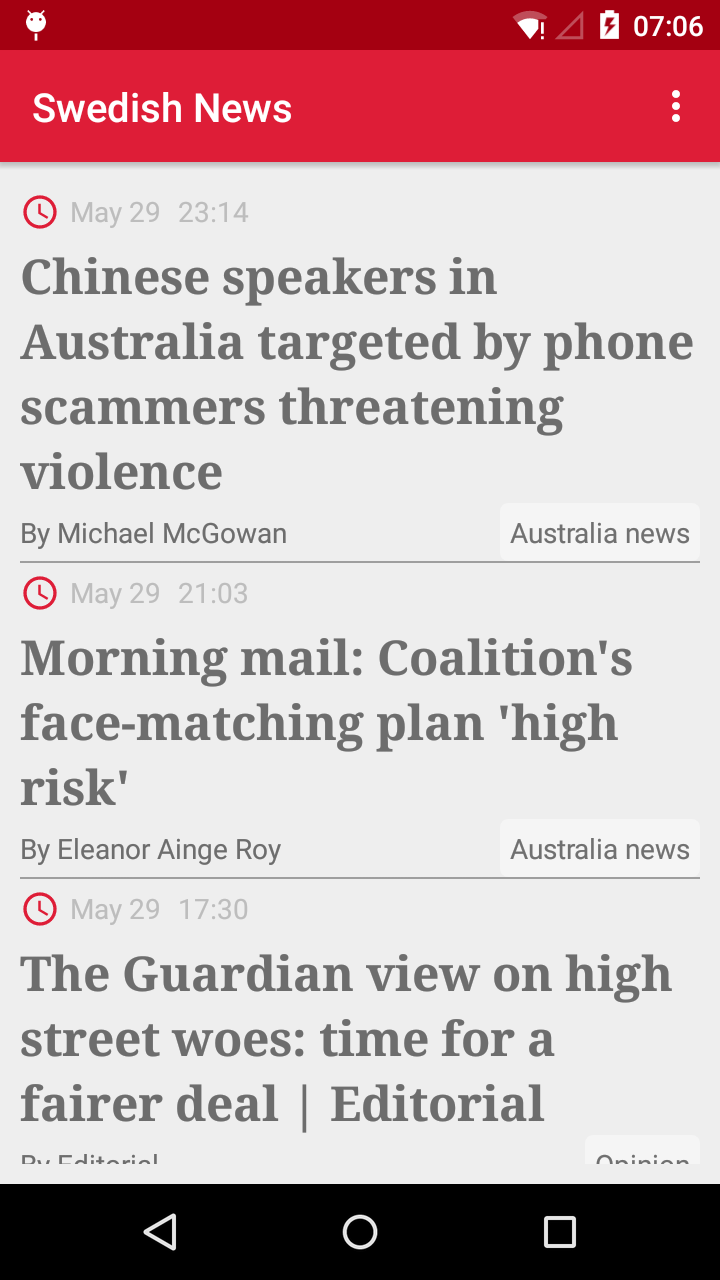 07:06
Swedish News
May 29 23:14
Chinese speakers in
Australia targeted by phone
scammers threatening
violence
By Michael McGowan
Australia news
May 29 21:03
Morning mail: Coalition's
face-matching plan 'high
risk'
By Eleanor Ainge Roy
Australia news
May 29 17:30
The Guardian view on high
street woes: time for a
fairer deal | Editorial
By Editorial
Opinion